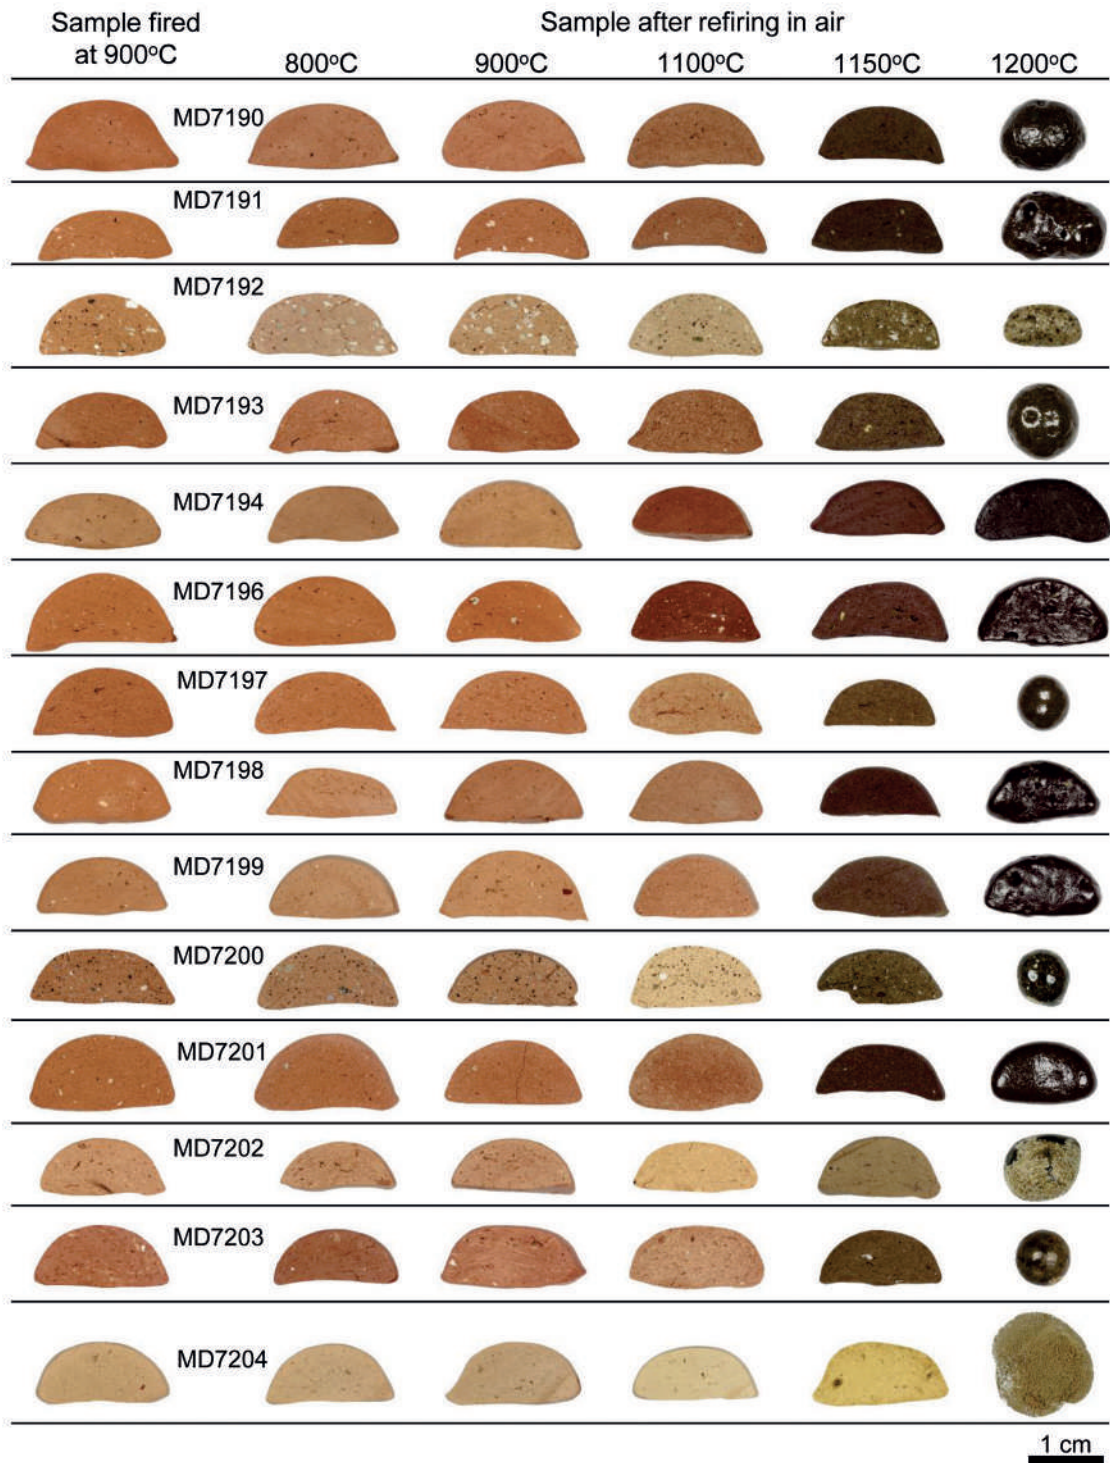 Sample fired
at 900°C
Sample after refiring in air
800°C 900°C 1100°C 1150°C 1200°C
MD7190
MD7191
MD7192
MD7193
MD7194
MD7196
MD7197
MD7198
MD7199
MD7200
MD7201
MD7202
MD7203
MD7204
1 cm